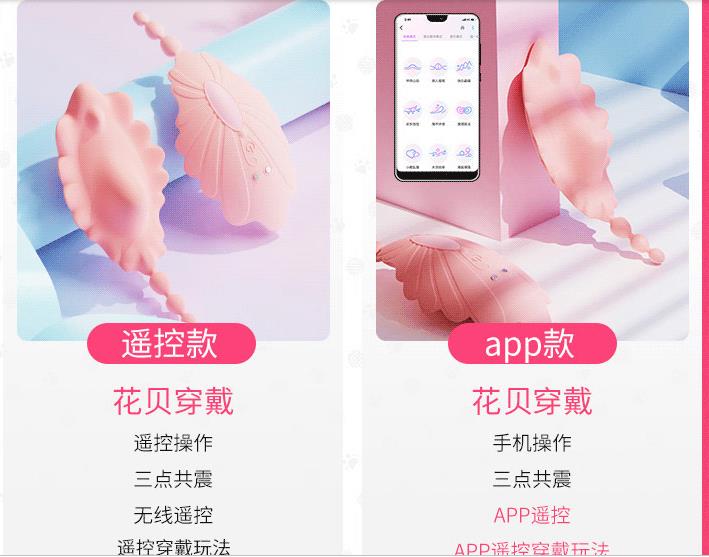 遥控款
花贝穿戴
遥控操作
三点共震
无线遥控
遥控穿戴玩法
app款
花贝穿戴
手机操作
三点共震
APP遥控
APP遥控穿戴玩法